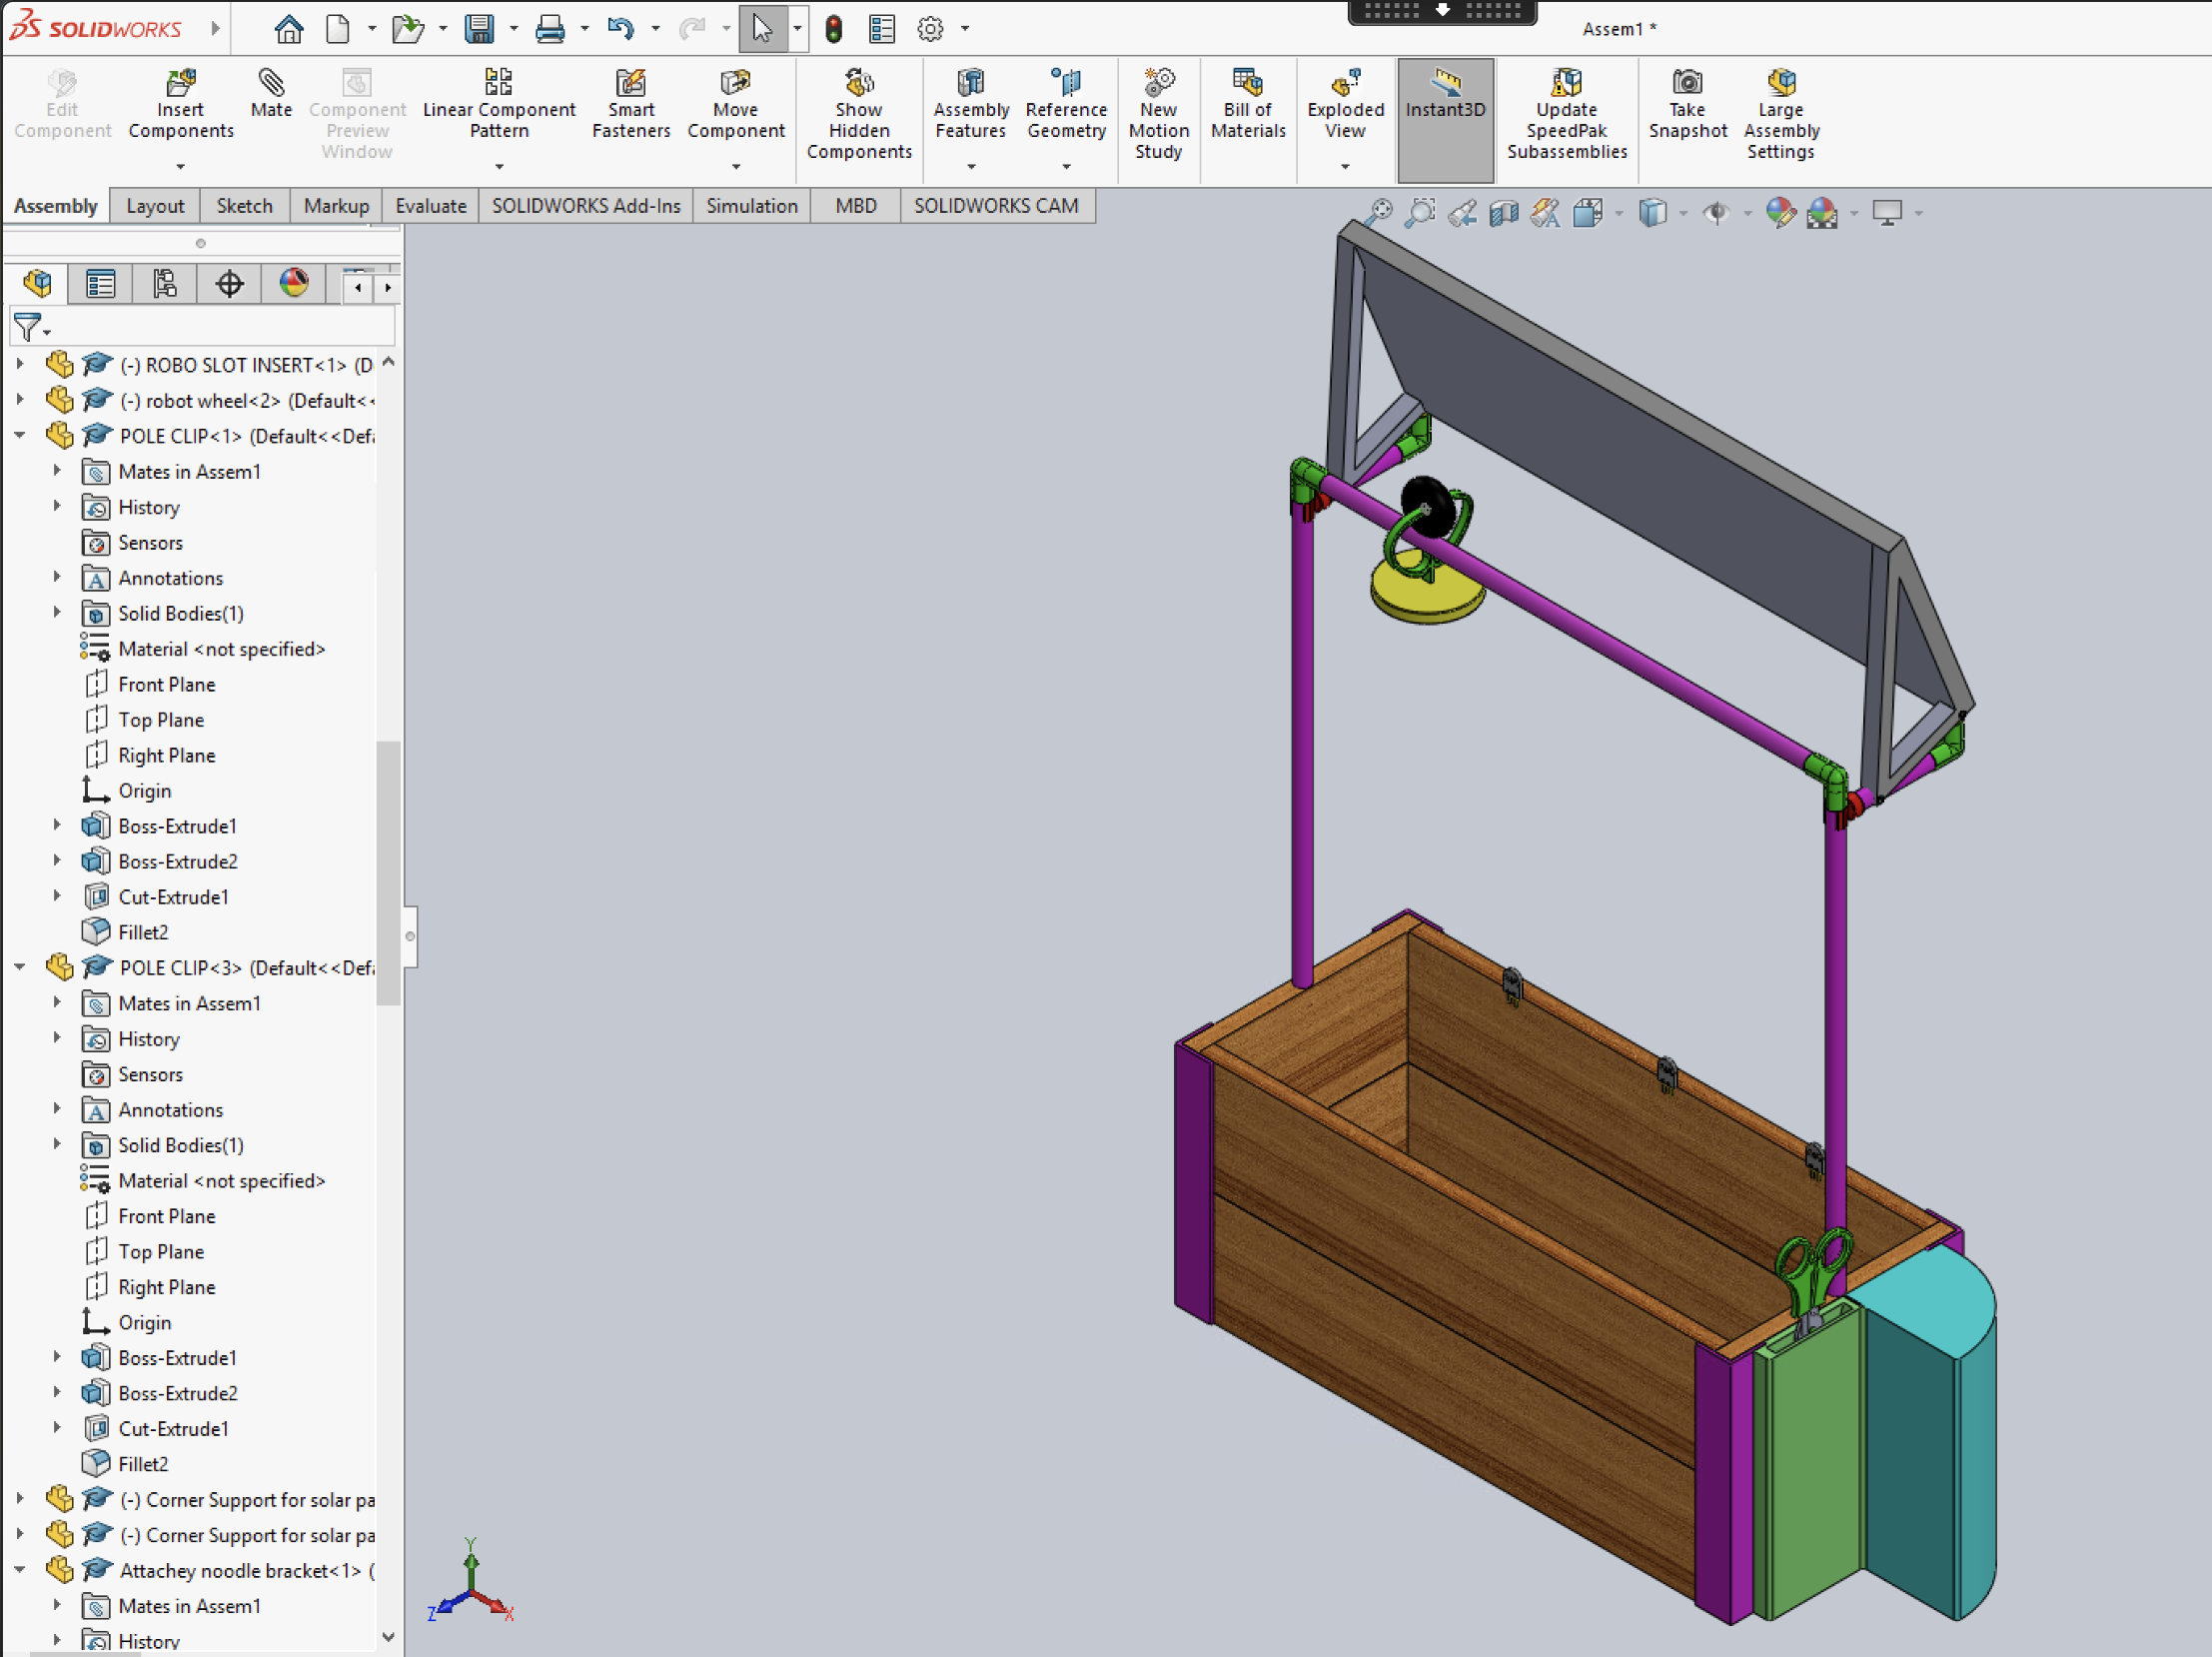 SOLIDWORKS
Assem1 *
Edit Component
Insert Components
Mate
Component Preview Window
Linear Component Pattern
Smart Fasteners
Move Component
Show Hidden Components
Assembly Features
Reference Geometry
New Motion Study
Bill of Materials
Exploded View
Instant3D
Update SpeedPak Subassemblies
Take Snapshot
Large Assembly Settings
Assembly
Layout
Sketch
Markup
Evaluate
SOLIDWORKS Add-Ins
Simulation
MBD
SOLIDWORKS CAM
(-) ROBO SLOT INSERT<1> (D
(-) robot wheel<2> (Default<<
POLE CLIP<1> (Default<<Defa
Mates in Assem1
History
Sensors
Annotations
Solid Bodies(1)
Material <not specified>
Front Plane
Top Plane
Right Plane
Origin
Boss-Extrude1
Boss-Extrude2
Cut-Extrude1
Fillet2
POLE CLIP<3> (Default<<Defa
Mates in Assem1
History
Sensors
Annotations
Solid Bodies(1)
Material <not specified>
Front Plane
Top Plane
Right Plane
Origin
Boss-Extrude1
Boss-Extrude2
Cut-Extrude1
Fillet2
(-) Corner Support for solar pa
(-) Corner Support for solar pa
Attachey noodle bracket<1> (
Mates in Assem1
History
Y
Z
X